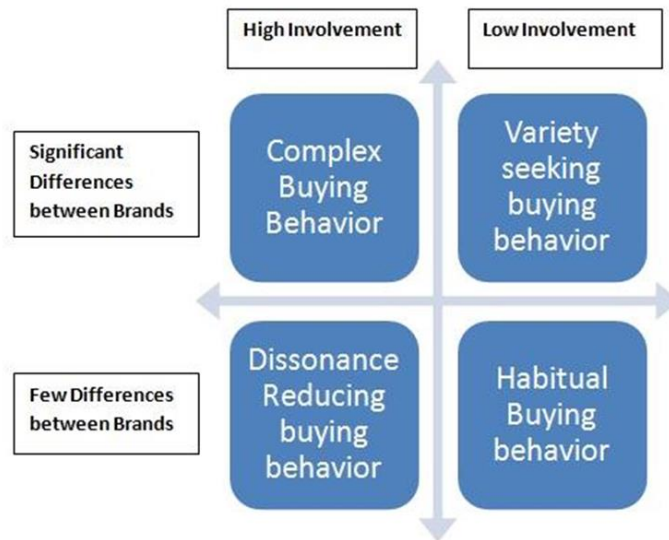 High Involvement
Low Involvement
Significant
Differences
between Brands
Complex
Buying
Behavior
Variety
seeking
buying
behavior
Few Differences
between Brands
Dissonance
Reducing
buying
behavior
Habitual
Buying
behavior